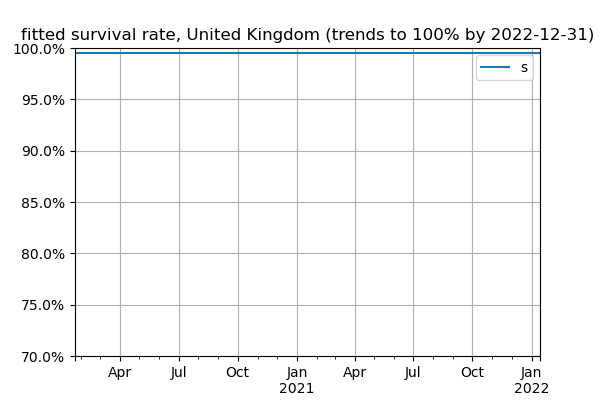 fitted survival rate, United Kingdom (trends to 100% by 2022-12-31)
100.0%
s
95.0%
90.0%
85.0%
80.0%
75.0%
70.0%
Apr Jul Oct Jan Apr Jul Oct Jan
2021 2022